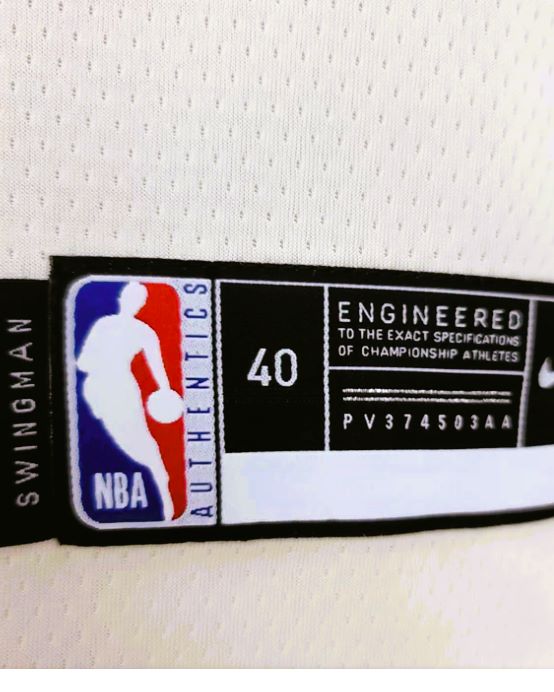 SWINGMAN
NBA
AUTHENTICS
40
ENGINEERED
TO THE EXACT SPECIFICATIONS
OF CHAMPIONSHIP ATHLETES
PV374503AA